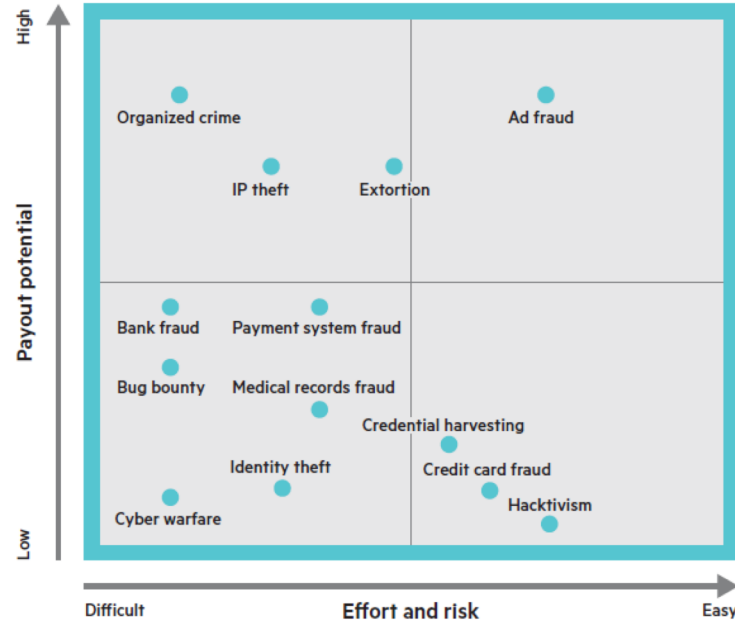 High
Organized crime
Ad fraud
IP theft
Extortion
Payout potential
Bank fraud
Payment system fraud
Bug bounty
Medical records fraud
Credential harvesting
Identity theft
Credit card fraud
Hacktivism
Cyber warfare
Low
Difficult
Effort and risk
Easy